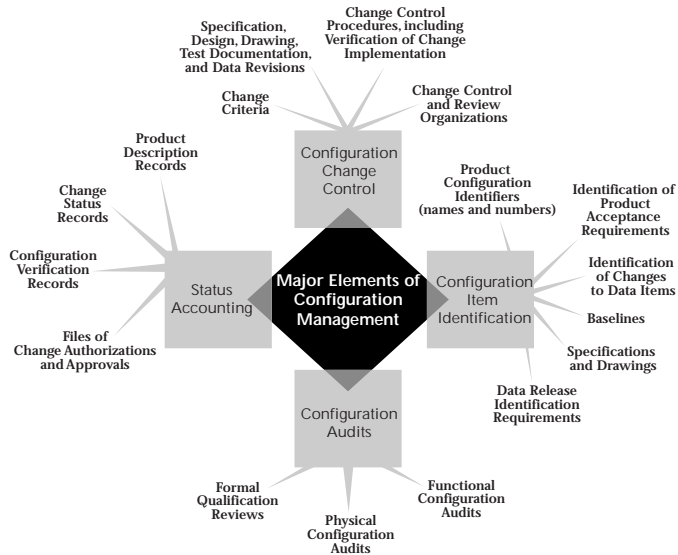 Specification,
Design, Drawing,
Test Documentation,
and Data Revisions
Change Control
Procedures, including
Verification of Change
Implementation
Change
Criteria
Change Control
and Review
Organizations
Configuration
Change
Control
Product
Description
Records
Change
Status
Records
Configuration
Verification
Records
Files of
Change Authorizations
and Approvals
Status
Accounting
Major Elements of
Configuration
Management
Configuration
Item
Identification
Product
Configuration
Identifiers
(names and numbers)
Identification of
Product
Acceptance
Requirements
Identification
of Changes
to Data Items
Baselines
Specifications
and Drawings
Data Release
Identification
Requirements
Configuration
Audits
Formal
Qualification
Reviews
Physical
Configuration
Audits
Functional
Configuration
Audits